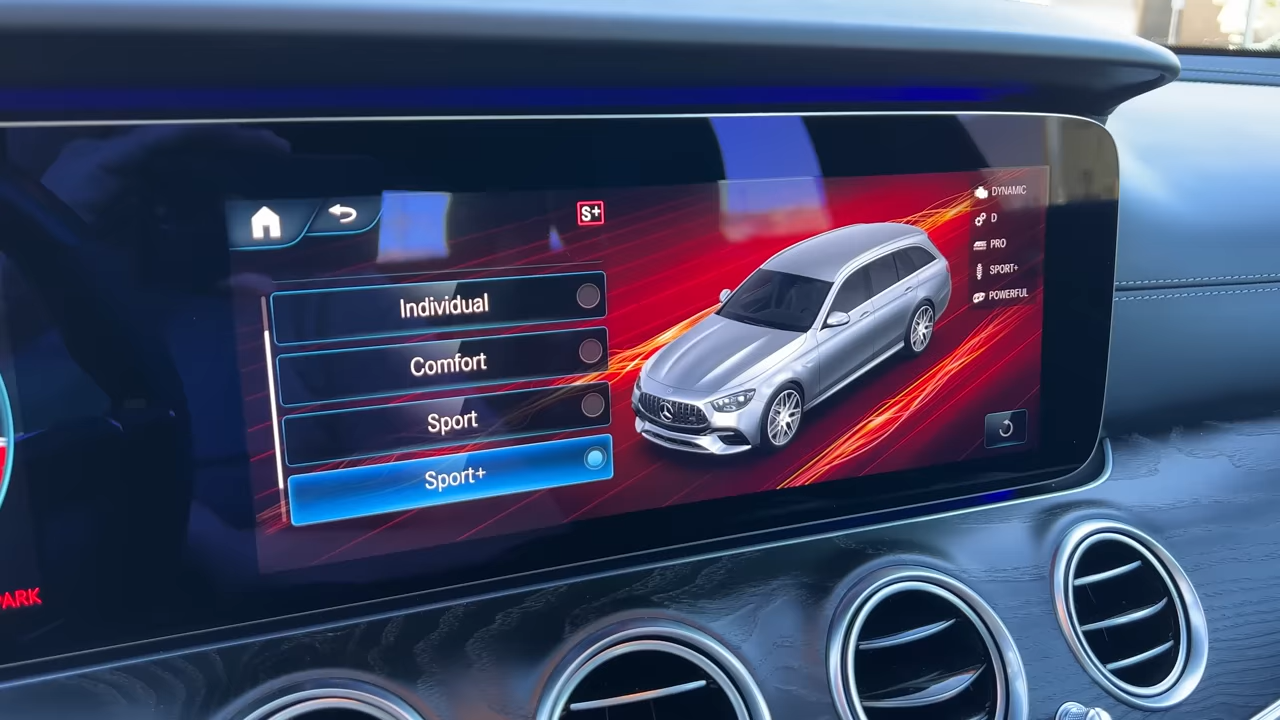 S+
Individual
Comfort
Sport
Sport+
DYNAMIC
D
PRO
SPORT+
POWERFUL
PARK